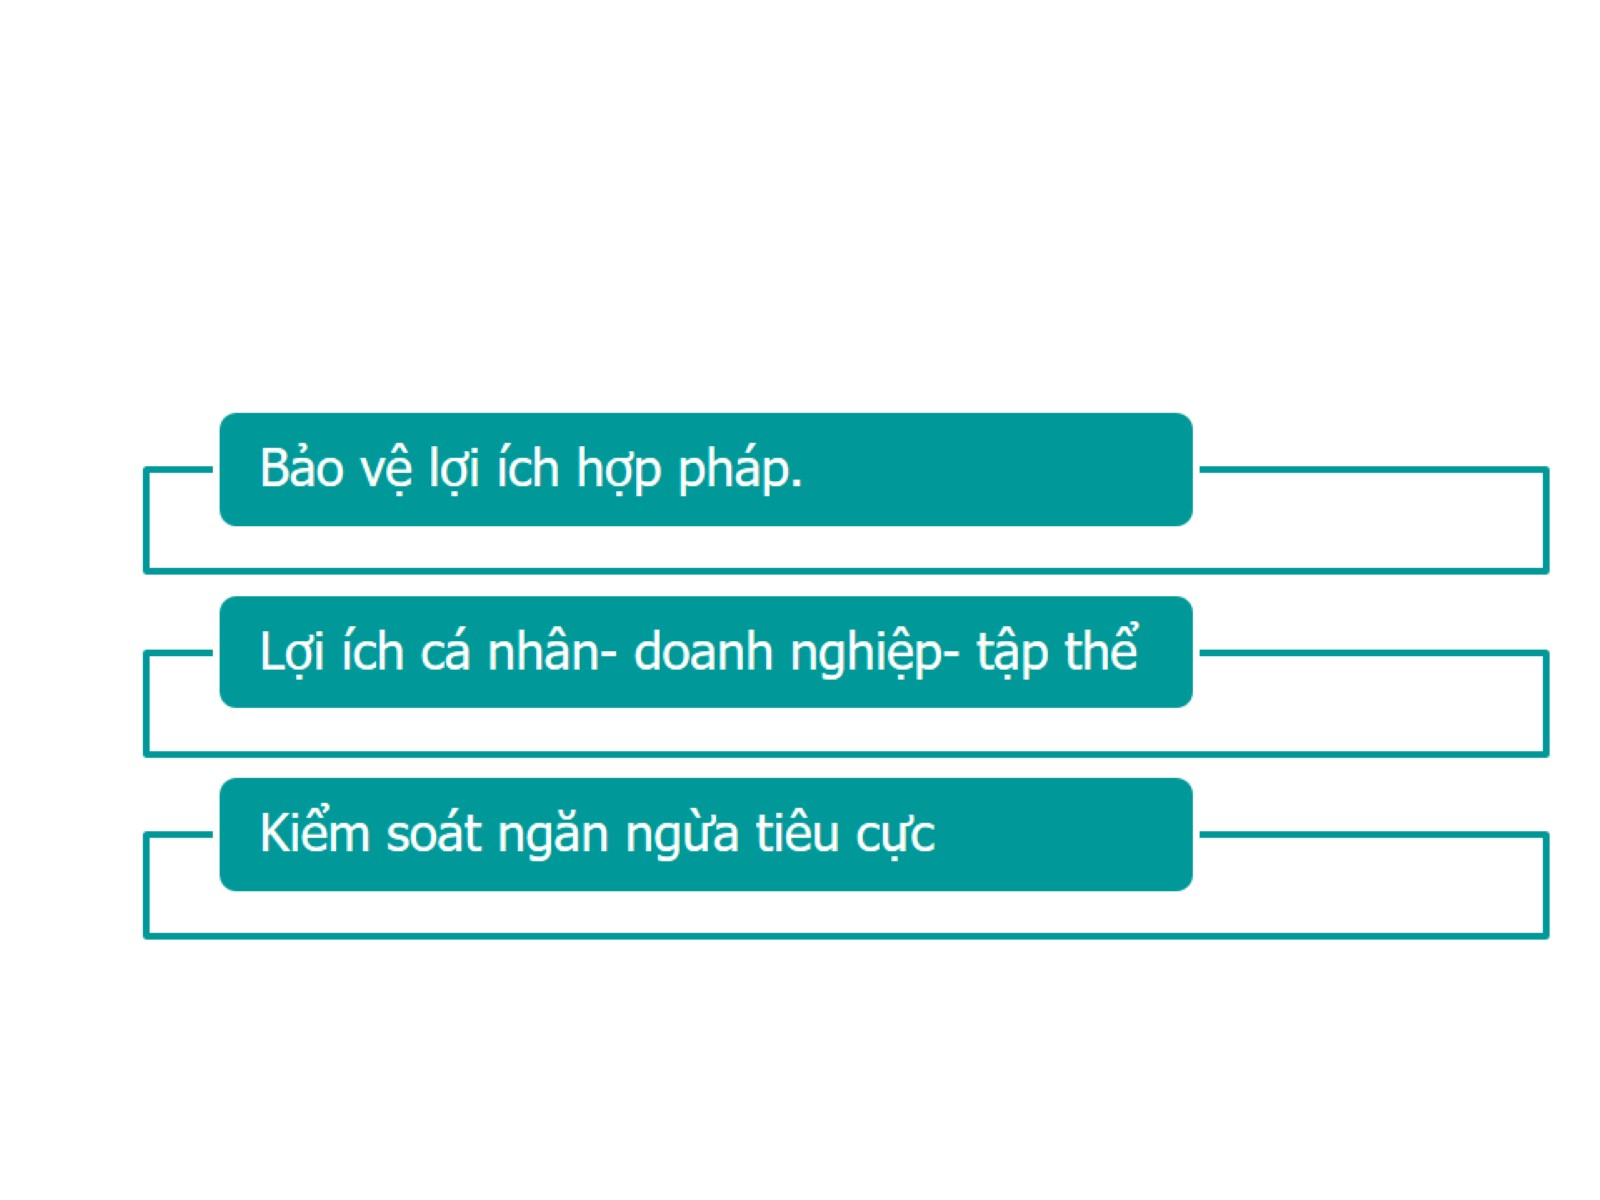 Bảo vệ lợi ích hợp pháp.
Lợi ích cá nhân- doanh nghiệp- tập thể
Kiểm soát ngăn ngừa tiêu cực